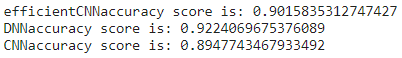 efficientCNNaccuracy score is: 0.9015835312747427
DNNaccuracy score is: 0.9224069675376089
CNNaccuracy score is: 0.8947743467933492